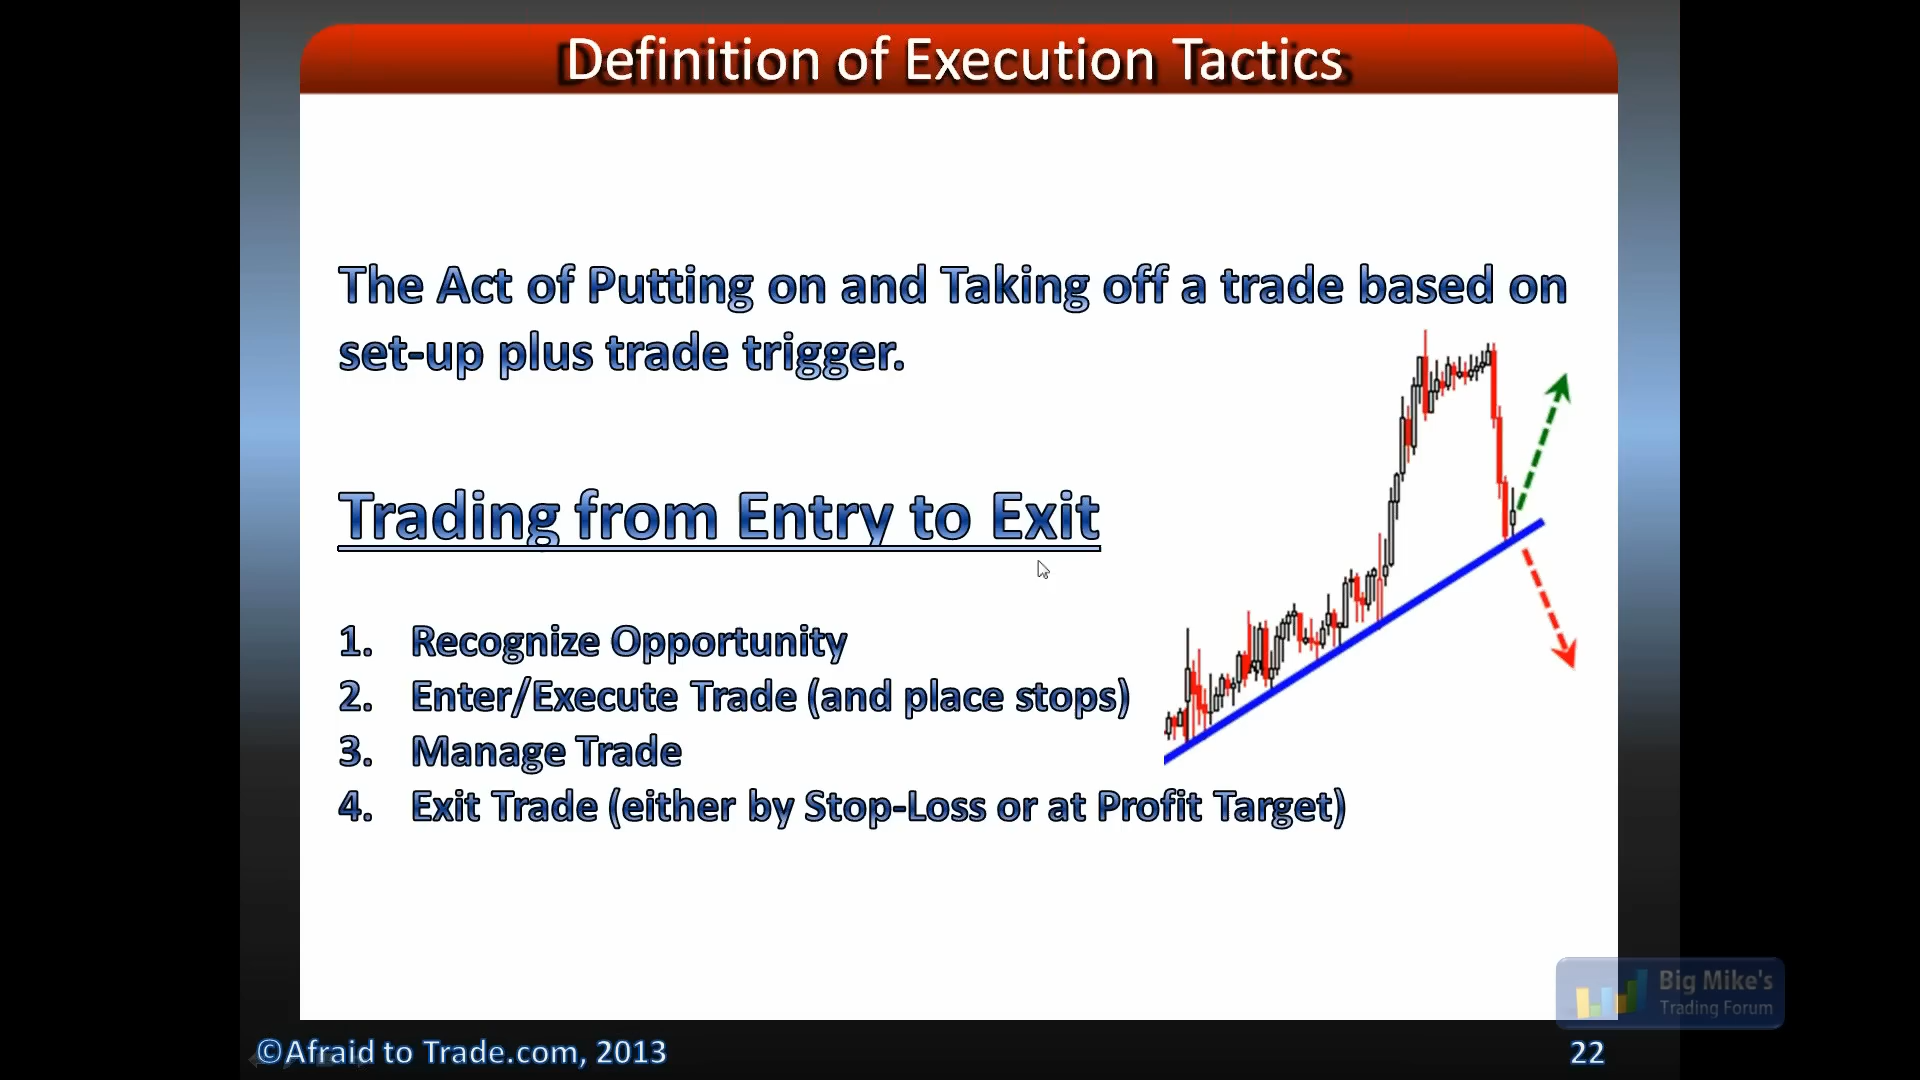 Definition of Execution Tactics
The Act of Putting on and Taking off a trade based on
set-up plus trade trigger.
Trading from Entry to Exit
1. Recognize Opportunity
2. Enter/Execute Trade (and place stops)
3. Manage Trade
4. Exit Trade (either by Stop-Loss or at Profit Target)
Big Mike's
Trading Forum
©Afraid to Trade.com, 2013
22